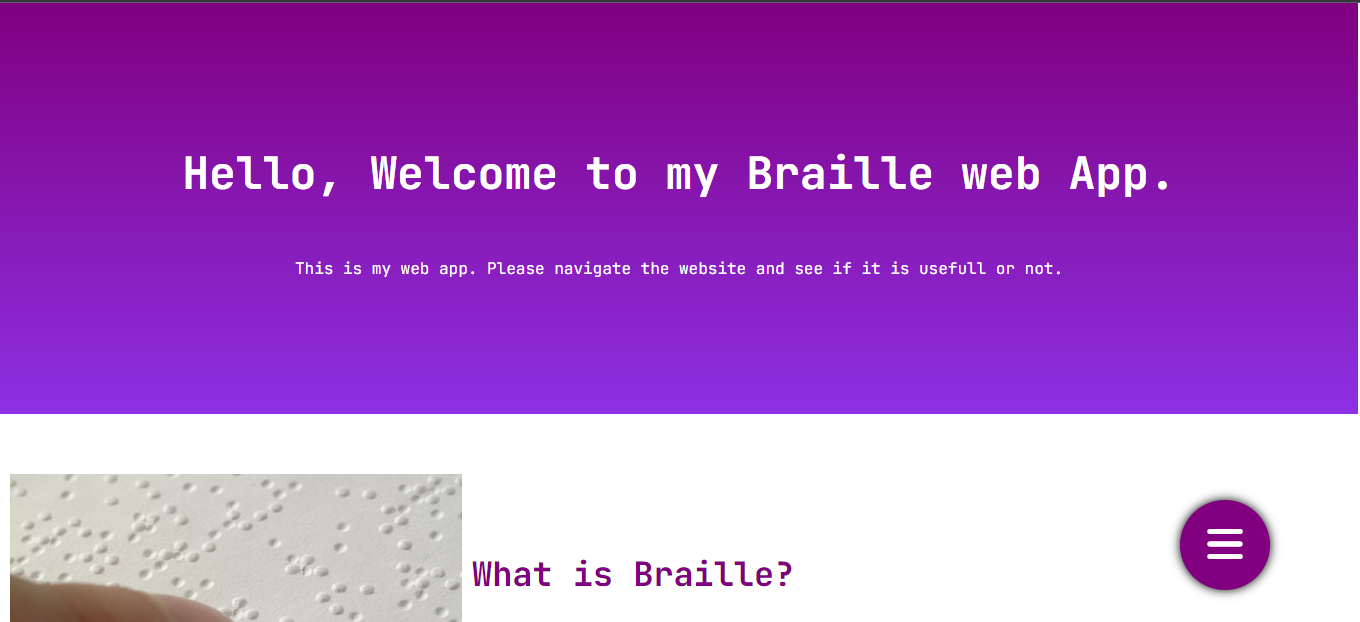 Hello, Welcome to my Braille web App.
This is my web app. Please navigate the website and see if it is usefull or not.
What is Braille?